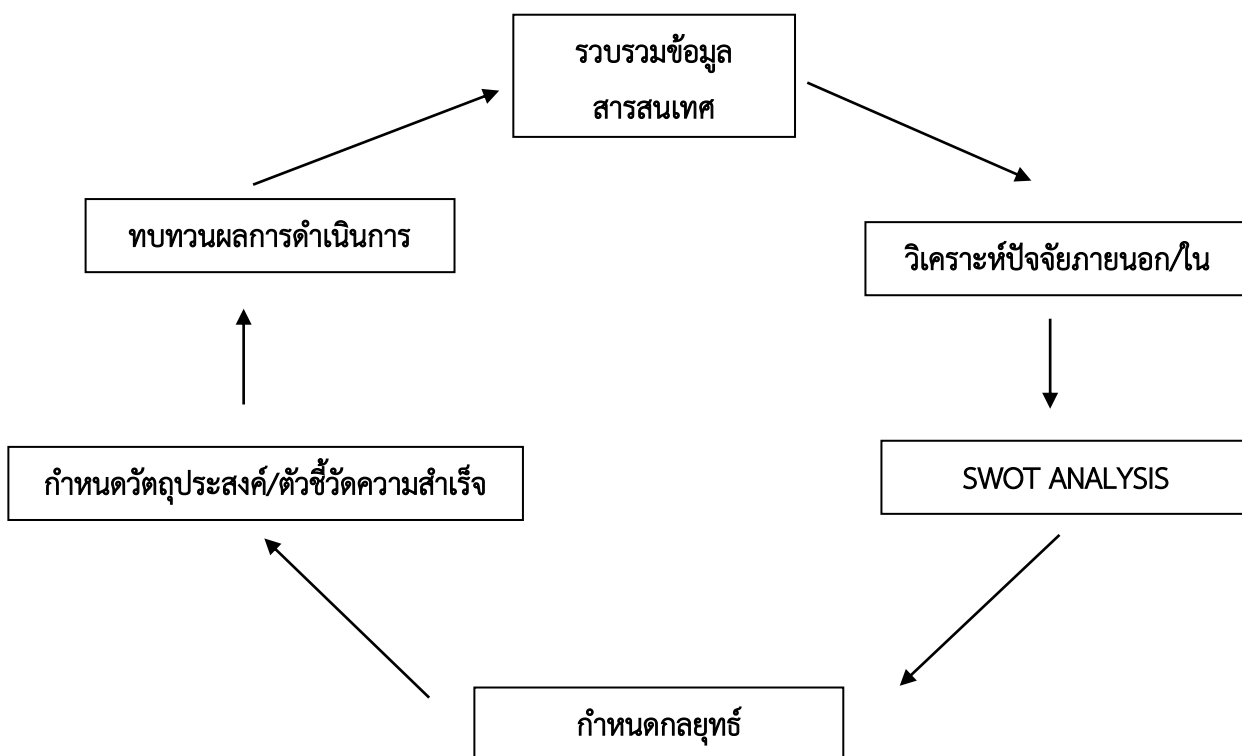 รวบรวมข้อมูล
สารสนเทศ
ทบทวนผลการดำเนินการ
วิเคราะห์ปัจจัยภายนอก/ใน
กำหนดวัตถุประสงค์/ตัวชี้วัดความสำเร็จ
SWOT ANALYSIS
กำหนดกลยุทธ์